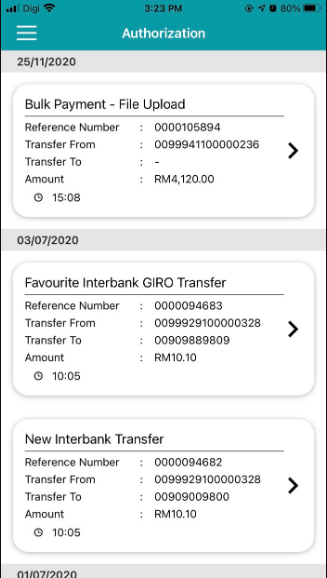 Digi 3:23 PM 80%
Authorization
25/11/2020
Bulk Payment - File Upload
Reference Number : 0000105894
Transfer From : 0099941100000236
Transfer To : -
Amount : RM4,120.00
15:08
03/07/2020
Favourite Interbank GIRO Transfer
Reference Number : 0000094683
Transfer From : 0099929100000328
Transfer To : 00909889809
Amount : RM10.10
10:05
New Interbank Transfer
Reference Number : 0000094682
Transfer From : 0099929100000328
Transfer To : 00909009800
Amount : RM10.10
10:05
01/07/2020